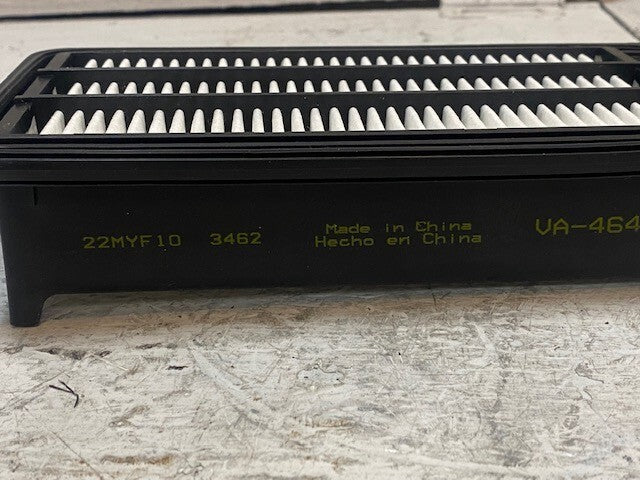 22MYF10 3462
Made in China
Hecho en China
VA-464